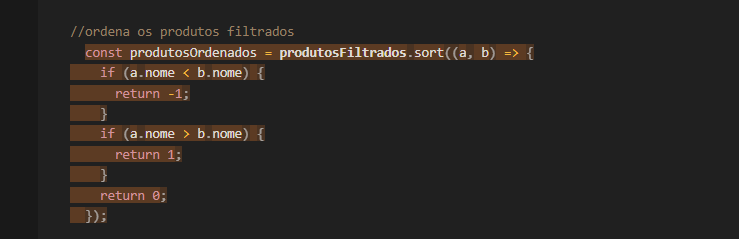 //ordena os produtos filtrados
const produtosOrdenados = produtosFiltrados.sort((a, b) => {
if (a.nome < b.nome) {
return -1;
}
if (a.nome > b.nome) {
return 1;
}
return 0;
});